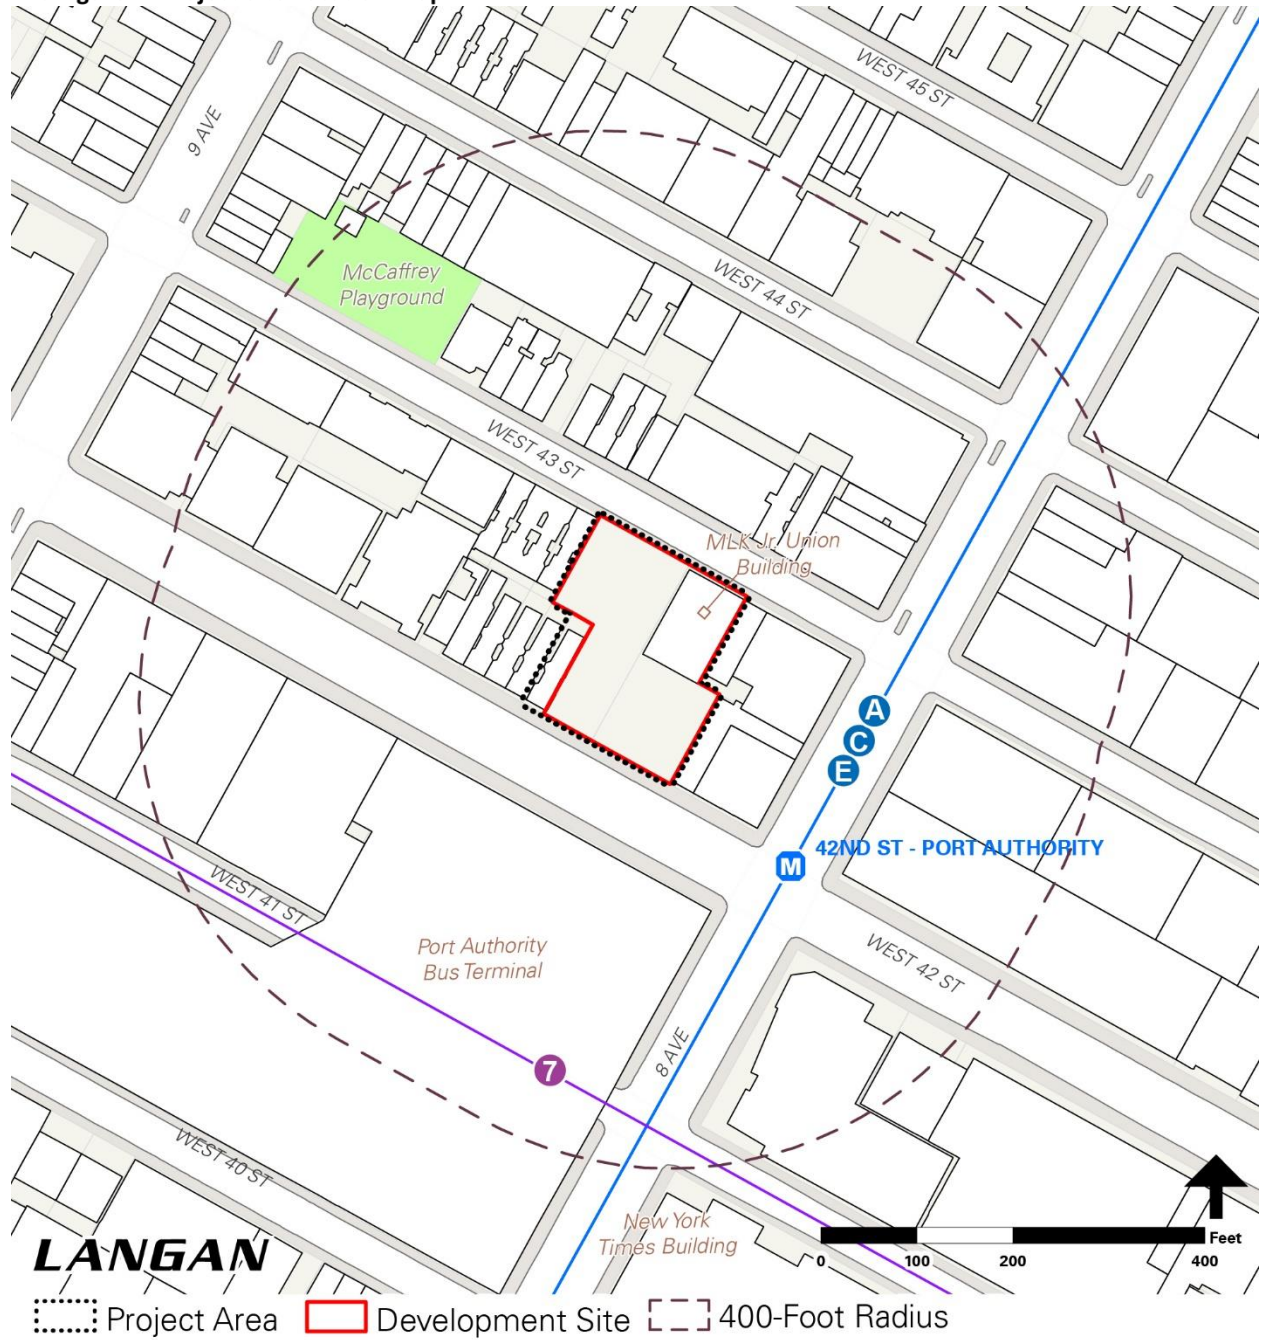 WEST 45 ST
9 AVE
McCaffrey
Playground
WEST 44 ST
WEST 43 ST
MLK Jr. Union
Building
A
C
E
42ND ST - PORT AUTHORITY
M
WEST 41 ST
Port Authority
Bus Terminal
WEST 42 ST
8 AVE
7
WEST 40 ST
New York
Times Building
Feet
0 100 200 400
LANGAN
Project Area Development Site 400-Foot Radius